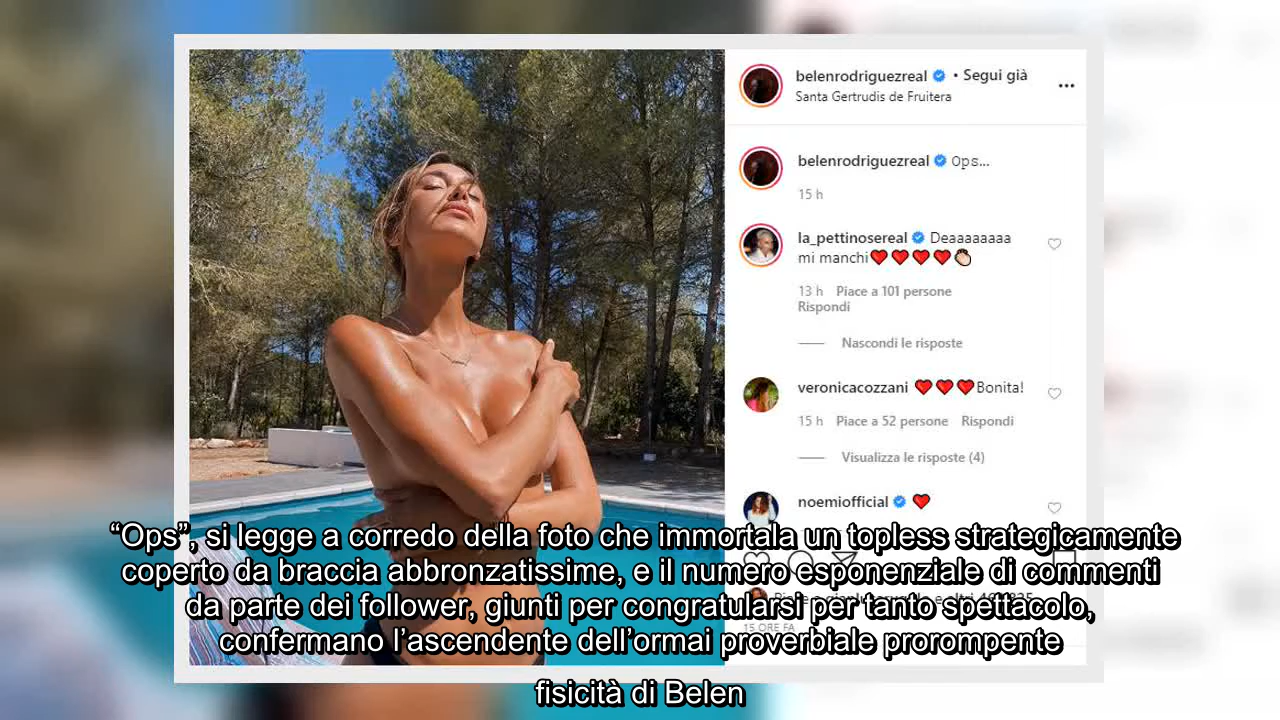 belenrodriguezreal • Segui già
Santa Gertrudis de Fruitera
belenrodriguezreal Ops...
15 h
la_pettinosereal Deaaaaaaaa
mi manchi❤❤❤❤👏🏻
13 h Piace a 101 persone
Rispondi
Nascondi le risposte
veronicacozzani ❤❤❤Bonita!
15 h Piace a 52 persone Rispondi
Visualizza le risposte (4)
noemiofficial ❤
15 ORE FA
“Ops”, si legge a corredo della foto che immortala un topless strategicamente
coperto da braccia abbronzatissime, e il numero esponenziale di commenti
da parte dei follower, giunti per congratularsi per tanto spettacolo,
confermano l’ascendente dell’ormai proverbiale prorompente
fisicità di Belen